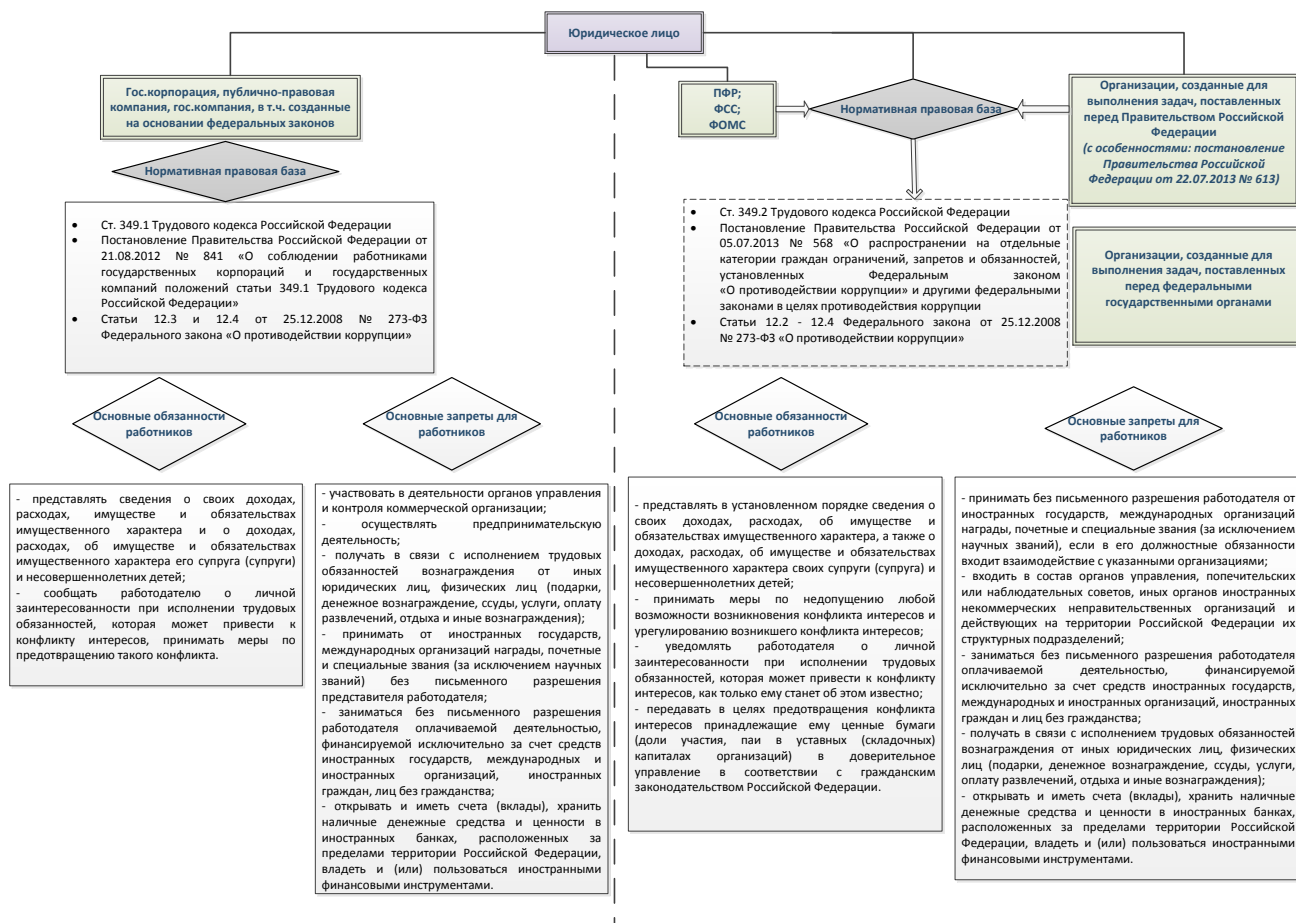 Юридическое лицо
Гос.корпорация, публично-правовая
компания, гос.компания, в т.ч. созданные
на основании федеральных законов
Нормативная правовая база
• Ст. 349.1 Трудового кодекса Российской Федерации
• Постановление Правительства Российской Федерации от
21.08.2012 № 841 «О соблюдении работниками
государственных корпораций и государственных
компаний положений статьи 349.1 Трудового кодекса
Российской Федерации»
• Статьи 12.3 и 12.4 от 25.12.2008 № 273-ФЗ
Федерального закона «О противодействии коррупции»
Основные обязанности
работников
- представлять сведения о своих доходах,
расходах, имуществе и обязательствах
имущественного характера и о доходах,
расходах, об имуществе и обязательствах
имущественного характера его супруга (супруги)
и несовершеннолетних детей;
- сообщать работодателю о личной
заинтересованности при исполнении трудовых
обязанностей, которая может привести к
конфликту интересов, принимать меры по
предотвращению такого конфликта.
Основные запреты для
работников
- участвовать в деятельности органов управления
и контроля коммерческой организации;
- осуществлять предпринимательскую
деятельность;
- получать в связи с исполнением трудовых
обязанностей вознаграждения от иных
юридических лиц, физических лиц (подарки,
денежное вознаграждение, ссуды, услуги, оплату
развлечений, отдыха и иные вознаграждения);
- принимать от иностранных государств,
международных организаций награды, почетные
и специальные звания (за исключением научных
званий) без письменного разрешения
представителя работодателя;
- заниматься без письменного разрешения
работодателя оплачиваемой деятельностью,
финансируемой исключительно за счет средств
иностранных государств, международных и
иностранных организаций, иностранных
граждан, лиц без гражданства;
- открывать и иметь счета (вклады), хранить
наличные денежные средства и ценности в
иностранных банках, расположенных за
пределами территории Российской Федерации,
владеть и (или) пользоваться иностранными
финансовыми инструментами.
ПФР;
ФСС;
ФОМС
Нормативная правовая база
Организации, созданные для
выполнения задач, поставленных
перед Правительством Российской
Федерации
(с особенностями: постановление
Правительства Российской
Федерации от 22.07.2013 № 613)
• Ст. 349.2 Трудового кодекса Российской Федерации
• Постановление Правительства Российской Федерации от
05.07.2013 № 568 «О распространении на отдельные
категории граждан ограничений, запретов и обязанностей,
установленных Федеральным законом
«О противодействии коррупции» и другими федеральными
законами в целях противодействия коррупции
• Статьи 12.2 - 12.4 Федерального закона от 25.12.2008
№ 273-ФЗ «О противодействии коррупции»
Организации, созданные для
выполнения задач, поставленных
перед федеральными
государственными органами
Основные обязанности
работников
- представлять в установленном порядке сведения о
своих доходах, расходах, об имуществе и
обязательствах имущественного характера, а также о
доходах, расходах, об имуществе и обязательствах
имущественного характера своих супруги (супруга) и
несовершеннолетних детей;
- принимать меры по недопущению любой
возможности возникновения конфликта интересов и
урегулированию возникшего конфликта интересов;
- уведомлять работодателя о личной
заинтересованности при исполнении трудовых
обязанностей, которая может привести к конфликту
интересов, как только ему станет об этом известно;
- передавать в целях предотвращения конфликта
интересов принадлежащие ему ценные бумаги
(доли участия, паи в уставных (складочных)
капиталах организаций) в доверительное
управление в соответствии с гражданским
законодательством Российской Федерации.
Основные запреты для
работников
- принимать без письменного разрешения работодателя от
иностранных государств, международных организаций
награды, почетные и специальные звания (за исключением
научных званий), если в его должностные обязанности
входит взаимодействие с указанными организациями;
- входить в состав органов управления, попечительских
или наблюдательных советов, иных органов иностранных
некоммерческих неправительственных организаций и
действующих на территории Российской Федерации их
структурных подразделений;
- заниматься без письменного разрешения работодателя
оплачиваемой деятельностью, финансируемой
исключительно за счет средств иностранных государств,
международных и иностранных организаций, иностранных
граждан и лиц без гражданства;
- получать в связи с исполнением трудовых обязанностей
вознаграждения от иных юридических лиц, физических
лиц (подарки, денежное вознаграждение, ссуды, услуги,
оплату развлечений, отдыха и иные вознаграждения);
- открывать и иметь счета (вклады), хранить наличные
денежные средства и ценности в иностранных банках,
расположенных за пределами территории Российской
Федерации, владеть и (или) пользоваться иностранными
финансовыми инструментами.